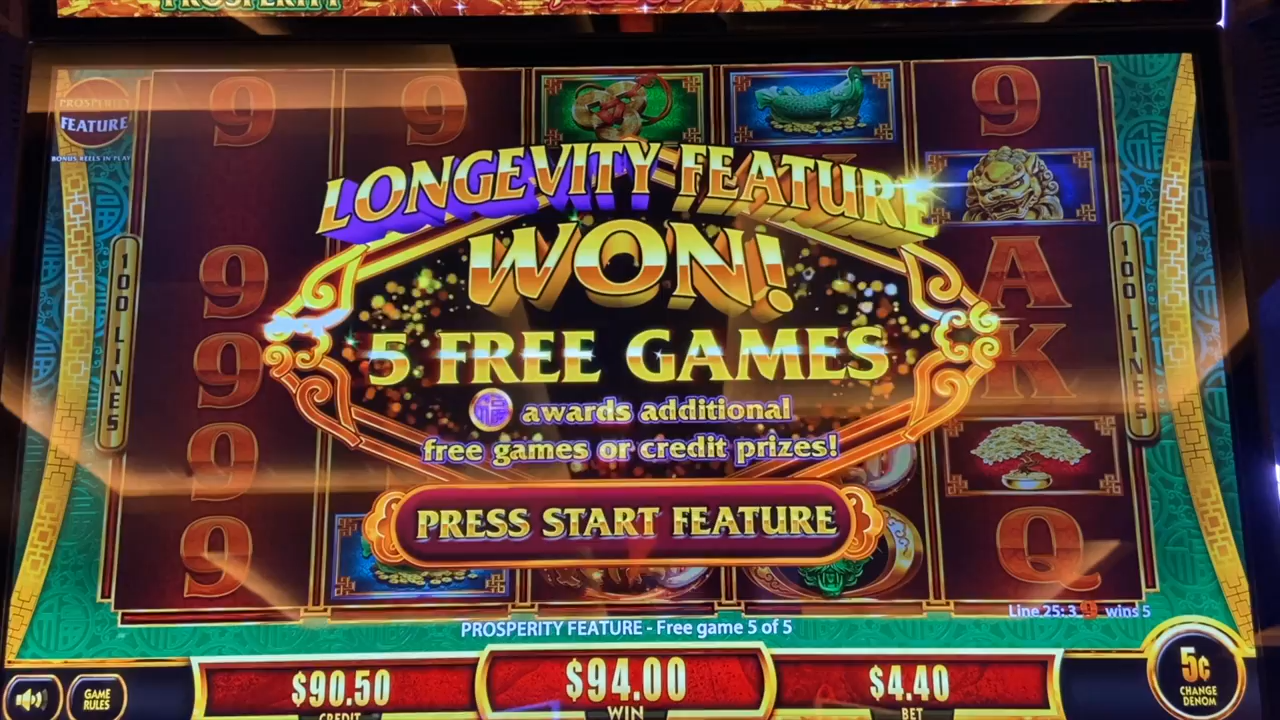 PROSPERITY
PROSPERITY
FEATURE
BONUS REELS IN PLAY
9
9
9
LONGEVITY FEATURE
WON!
5 FREE GAMES
福 awards additional
free games or credit prizes!
PRESS START FEATURE
100 LINES
100 LINES
9
9
9
9
A
K
Q
Line 25: 3 9 wins 5
PROSPERITY FEATURE - Free game 5 of 5
GAME
RULES
$90.50
CREDIT
$94.00
WIN
$4.40
BET
5¢
CHANGE
DENOM